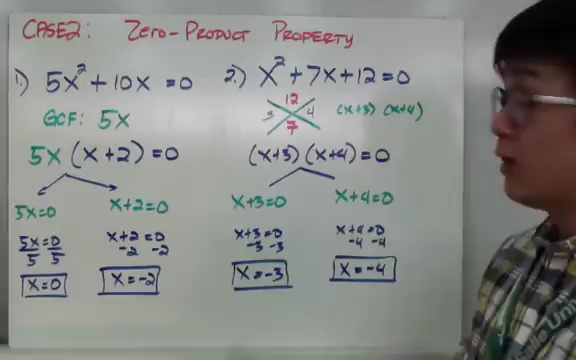 CASE2: ZERO-PRODUCT PROPERTY
1.) 5x² + 10x = 0
GCF: 5x
5x (x+2) = 0
5x=0 x+2=0
5x=0 x+2=0
5 5 -2 -2
x=0 x=-2
2.) x² + 7x + 12 = 0
12
3 4 (x+3) (x+4)
7
(x+3)(x+4)=0
x+3=0 x+4=0
x+3=0 x+4=0
-3 -3 -4 -4
x=-3 x=-4